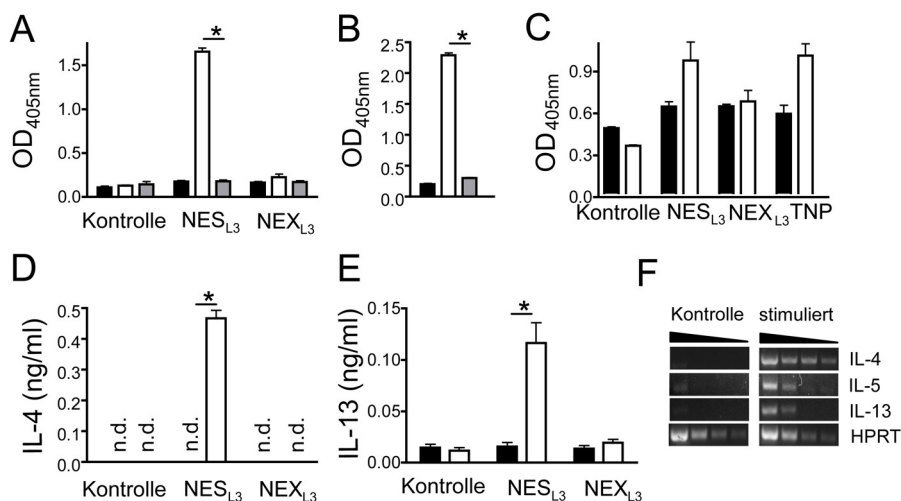 A
OD405nm
1.5
1.0
0.5
0.0
*
Kontrolle NESL3 NEXL3
B
OD405nm
2.5
2.0
1.5
1.0
0.5
0.0
*
C
OD405nm
0.9
0.6
0.3
0.0
Kontrolle NESL3 NEX L3 TNP
D
IL-4 (ng/ml)
0.5
0.4
0.3
0.2
0.1
0.0
*
n.d. n.d. n.d. n.d. n.d.
Kontrolle NESL3 NEXL3
E
IL-13 (ng/ml)
0.15
0.10
0.05
0.00
*
Kontrolle NESL3 NEXL3
F
Kontrolle stimuliert
IL-4
IL-5
IL-13
HPRT